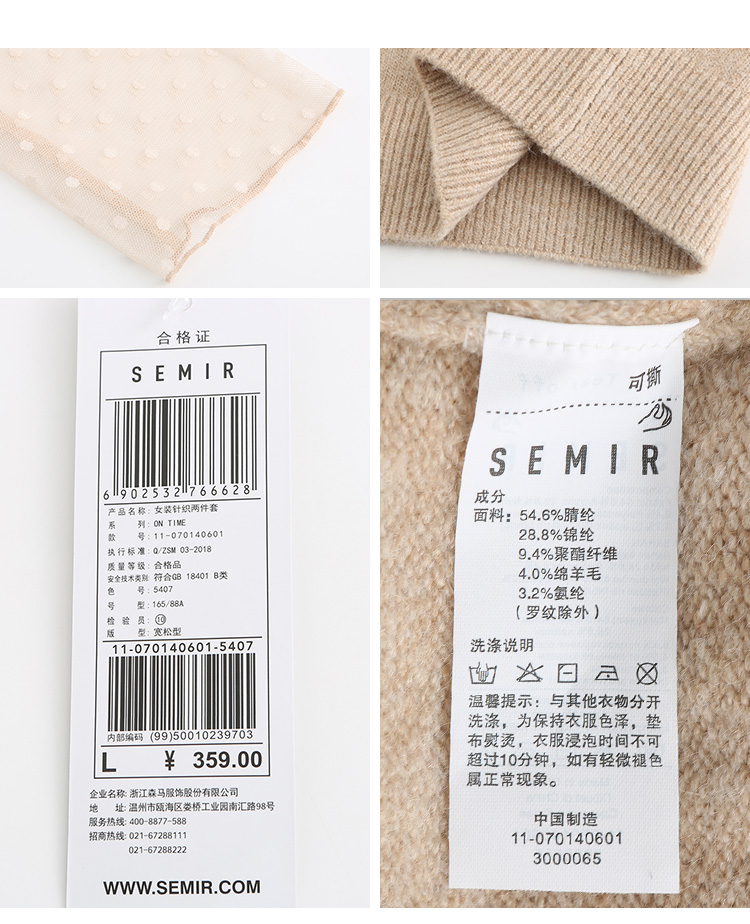 合格证
SEMIR
6 902532 766628
产品名称: 女装针织两件套
系 列: ON TIME
款 号: 11-070140601
执行标准: Q/ZSM 03-2018
质量等级: 合格品
安全技术类别: 符合GB 18401 B类
色 号: 5407
号 型: 165/88A
检 验 员: ⑩
版 型: 宽松型
11-070140601-5407
内部编码 (99)50010239703
L ¥ 359.00
企业名称: 浙江森马服饰股份有限公司
地 址: 温州市瓯海区娄桥工业园南汇路98号
服务热线: 400-8877-588
招商热线: 021-67288111
021-67288222
WWW.SEMIR.COM
可撕
SEMIR
成分
面料: 54.6%腈纶
28.8%锦纶
9.4%聚酯纤维
4.0%绵羊毛
3.2%氨纶
(罗纹除外)
洗涤说明
温馨提示: 与其他衣物分开
洗涤, 为保持衣服色泽, 垫
布熨烫, 衣服浸泡时间不可
超过10分钟, 如有轻微褪色
属正常现象。
中国制造
11-070140601
3000065